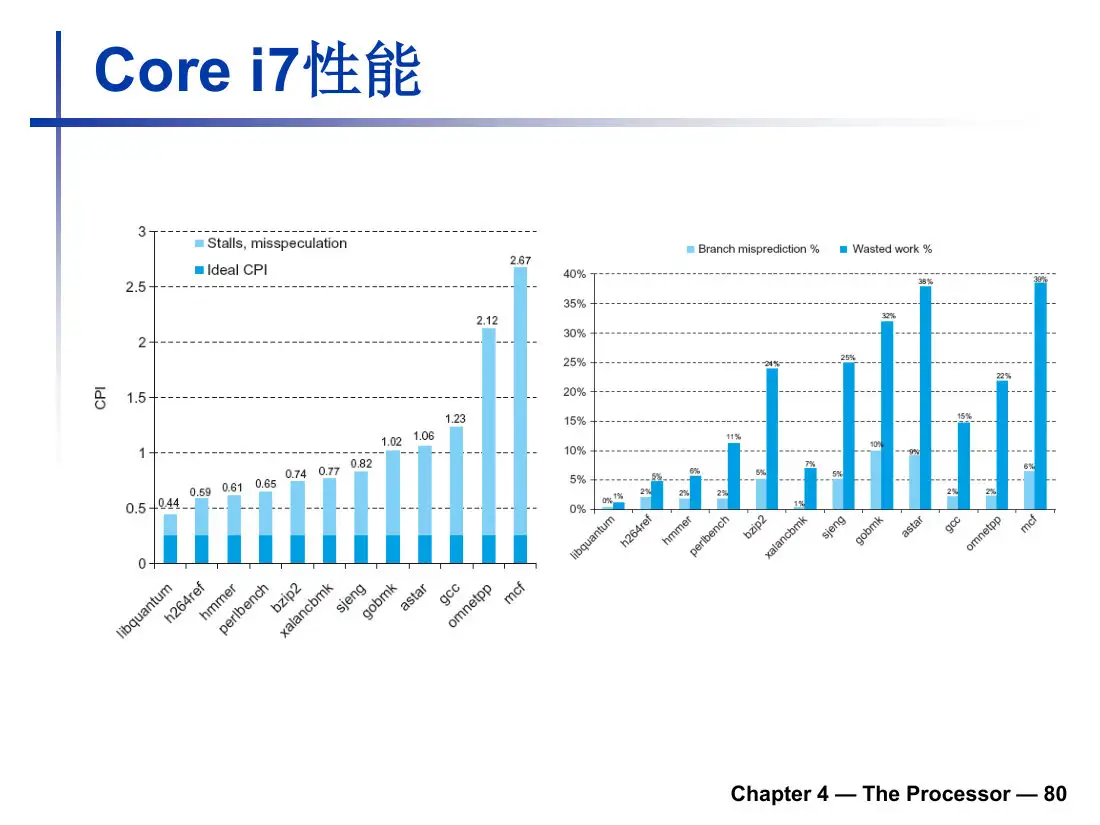 Core i7性能
Stalls, misspeculation
Ideal CPI
CPI
3
2.5
2
1.5
1
0.5
0
0.44
0.59
0.61
0.65
0.74
0.77
0.82
1.02
1.06
1.23
2.12
2.67
libquantum
h264ref
hmmer
perlbench
bzip2
xalancbmk
sjeng
gobmk
astar
gcc
omnetpp
mcf
Branch misprediction %
Wasted work %
40%
35%
30%
25%
20%
15%
10%
5%
0%
0%
1%
2%
5%
2%
6%
2%
11%
5%
24%
1%
7%
5%
25%
10%
32%
9%
38%
2%
15%
2%
22%
6%
39%
libquantum
h264ref
hmmer
perlbench
bzip2
xalancbmk
sjeng
gobmk
astar
gcc
omnetpp
mcf
Chapter 4 — The Processor — 80